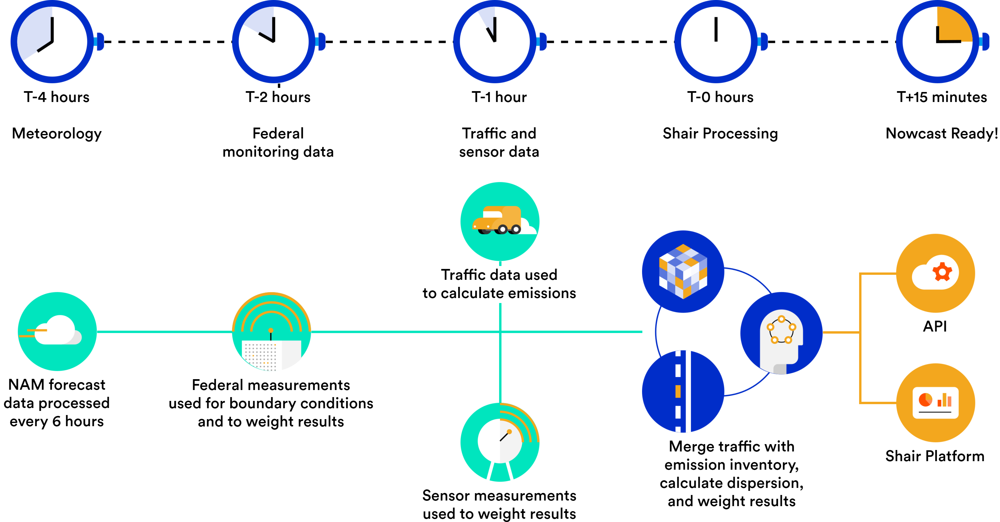 T-4 hours
T-2 hours
T-1 hour
T-0 hours
T+15 minutes
Meteorology
Federal
monitoring data
Traffic and
sensor data
Shair Processing
Nowcast Ready!
Traffic data used
to calculate emissions
NAM forecast
data processed
every 6 hours
Federal measurements
used for boundary conditions
and to weight results
Sensor measurements
used to weight results
Merge traffic with
emission inventory,
calculate dispersion,
and weight results
API
Shair Platform